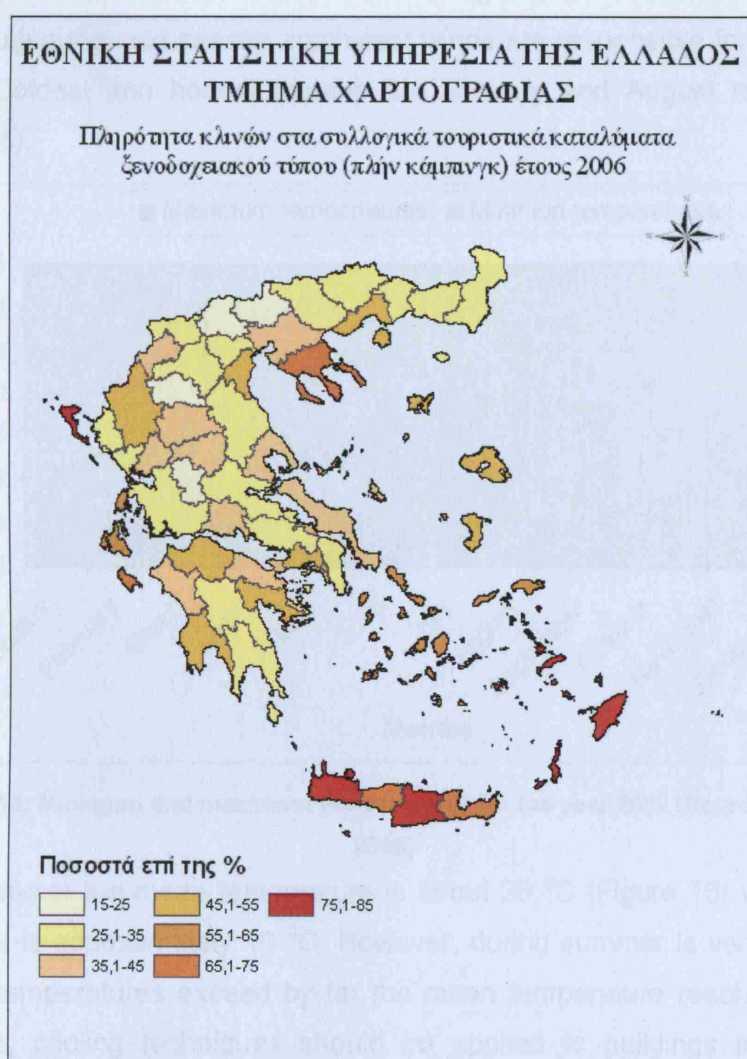 ΕΘΝΙΚΗ ΣΤΑΤΙΣΤΙΚΗ ΥΠΗΡΕΣΙΑ ΤΗΣ ΕΛΛΑΔΟΣ
ΤΜΗΜΑ ΧΑΡΤΟΓΡΑΦΙΑΣ
Πληρότητα κλινών στα συλλογικά τουριστικά καταλύματα
ξενοδοχειακού τύπου (πλήν κάμπινγκ) έτους 2006
Ποσοστά επί της %
15-25
45,1-55
75,1-85
25,1-35
55,1-65
35,1-45
65,1-75